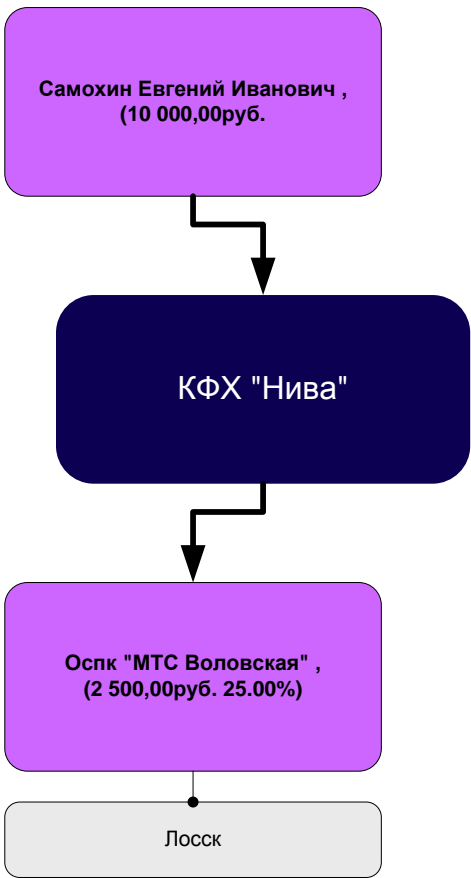 Самохин Евгений Иванович ,
(10 000,00руб.
КФХ "Нива"
Оспк "МТС Воловская" ,
(2 500,00руб. 25.00%)
Лосск